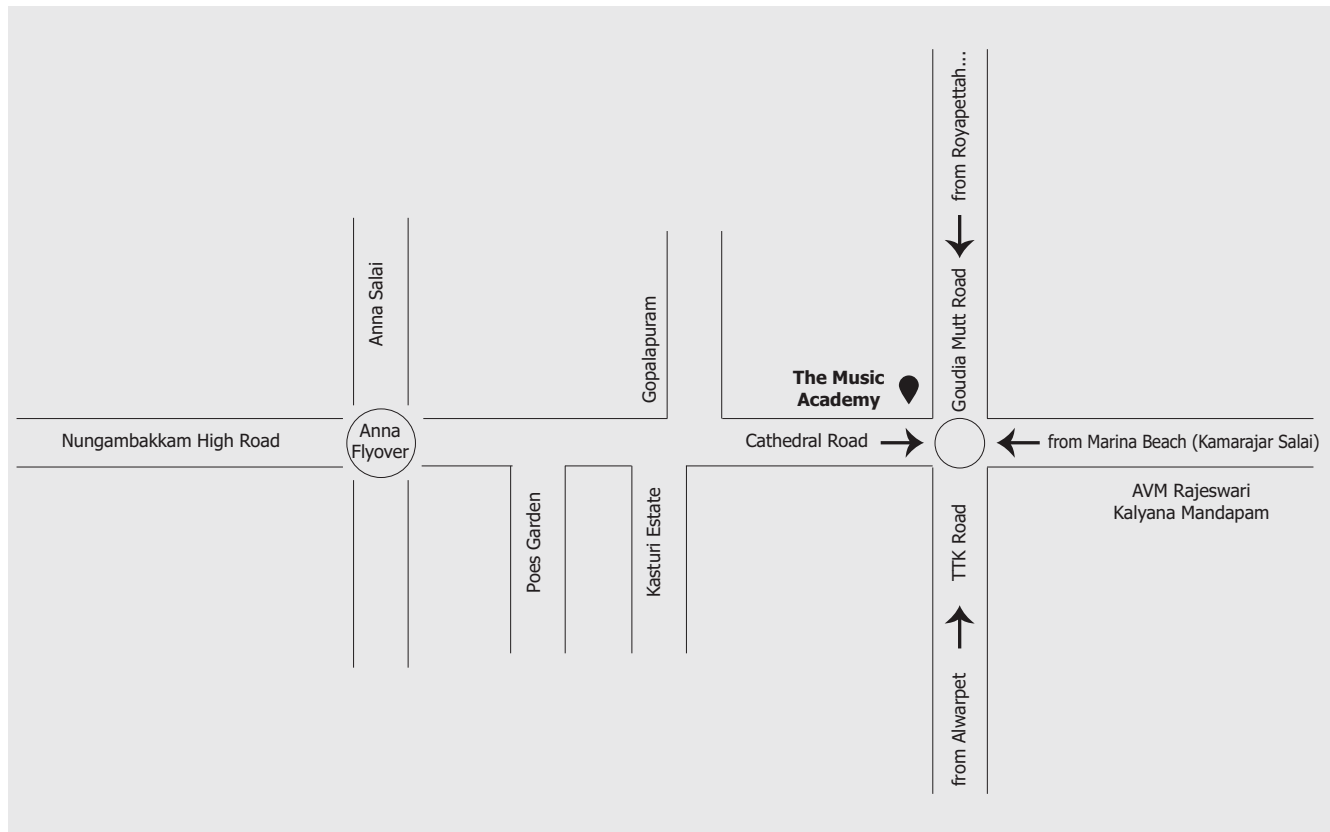 from Royapettah...
Goudia Mutt Road
Anna Salai
Gopalapuram
The Music
Academy
Nungambakkam High Road
Anna
Flyover
Cathedral Road
from Marina Beach (Kamarajar Salai)
AVM Rajeswari
Kalyana Mandapam
Poes Garden
Kasturi Estate
TTK Road
from Alwarpet